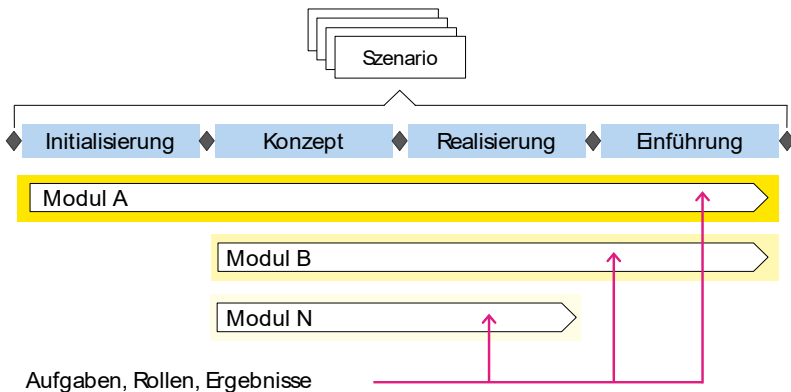 Szenario
Initialisierung Konzept Realisierung Einführung
Modul A
Modul B
Modul N
Aufgaben, Rollen, Ergebnisse